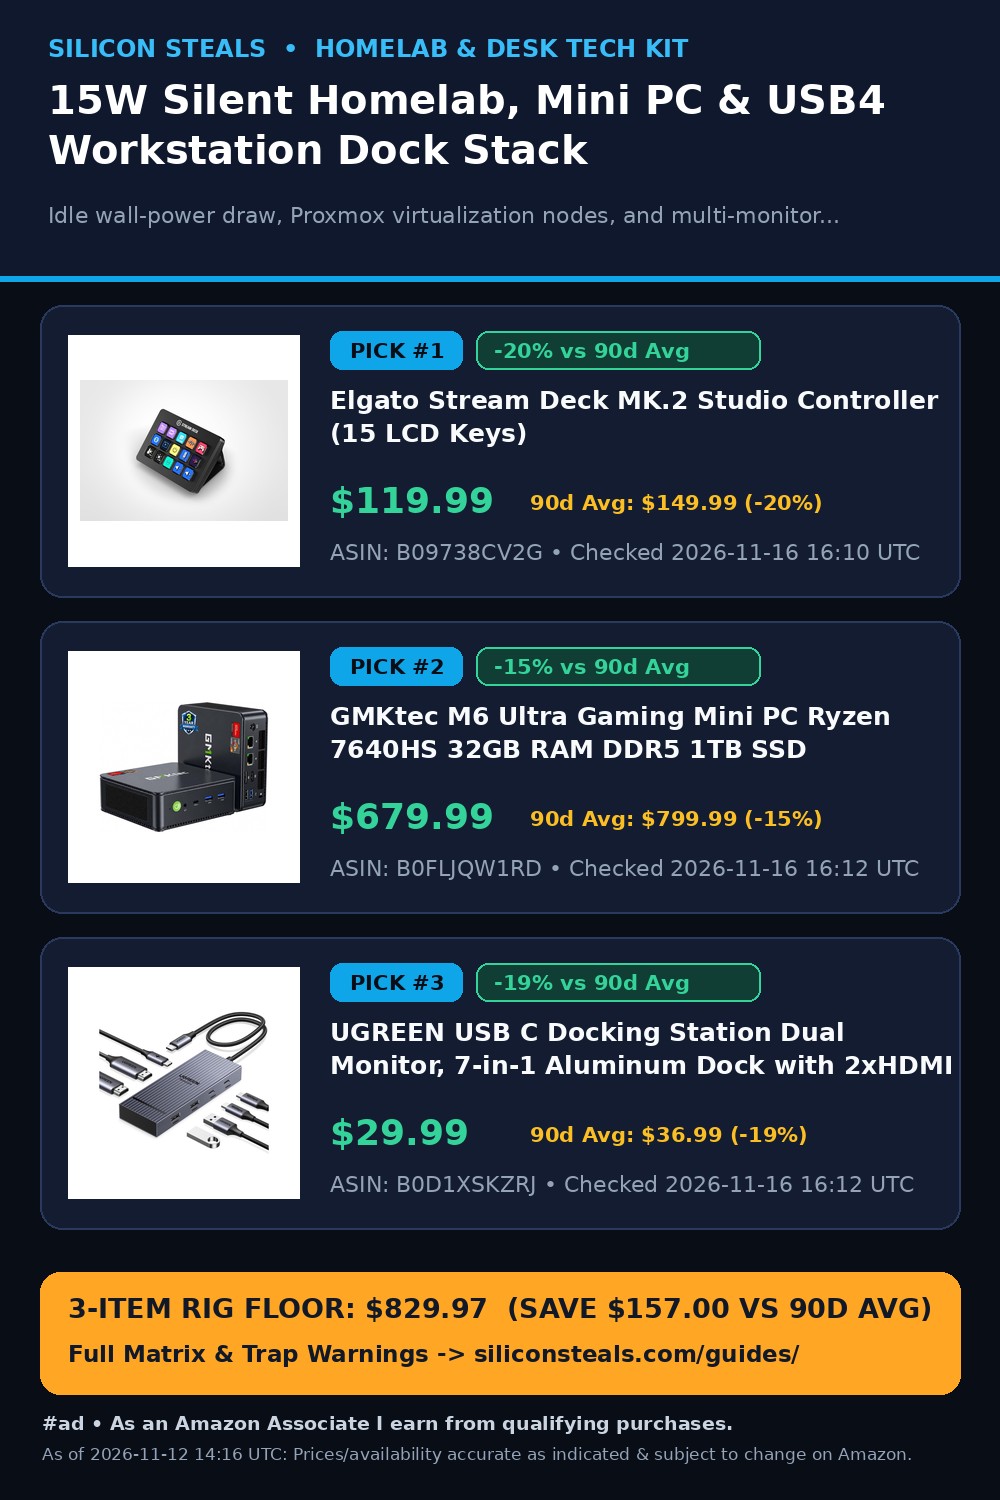 SILICON STEALS • HOMELAB & DESK TECH KIT
15W Silent Homelab, Mini PC & USB4
Workstation Dock Stack
Idle wall-power draw, Proxmox virtualization nodes, and multi-monitor...
PICK #1
-20% vs 90d Avg
Elgato Stream Deck MK.2 Studio Controller
(15 LCD Keys)
$119.99
90d Avg: $149.99 (-20%)
ASIN: B09738CV2G • Checked 2026-11-16 16:10 UTC
PICK #2
-15% vs 90d Avg
GMKtec M6 Ultra Gaming Mini PC Ryzen
7640HS 32GB RAM DDR5 1TB SSD
$679.99
90d Avg: $799.99 (-15%)
ASIN: B0FLJQW1RD • Checked 2026-11-16 16:12 UTC
PICK #3
-19% vs 90d Avg
UGREEN USB C Docking Station Dual
Monitor, 7-in-1 Aluminum Dock with 2xHDMI
$29.99
90d Avg: $36.99 (-19%)
ASIN: B0D1XSKZRJ • Checked 2026-11-16 16:12 UTC
3-ITEM RIG FLOOR: $829.97 (SAVE $157.00 VS 90D AVG)
Full Matrix & Trap Warnings -> siliconsteals.com/guides/
#ad • As an Amazon Associate I earn from qualifying purchases.
As of 2026-11-12 14:16 UTC: Prices/availability accurate as indicated & subject to change on Amazon.